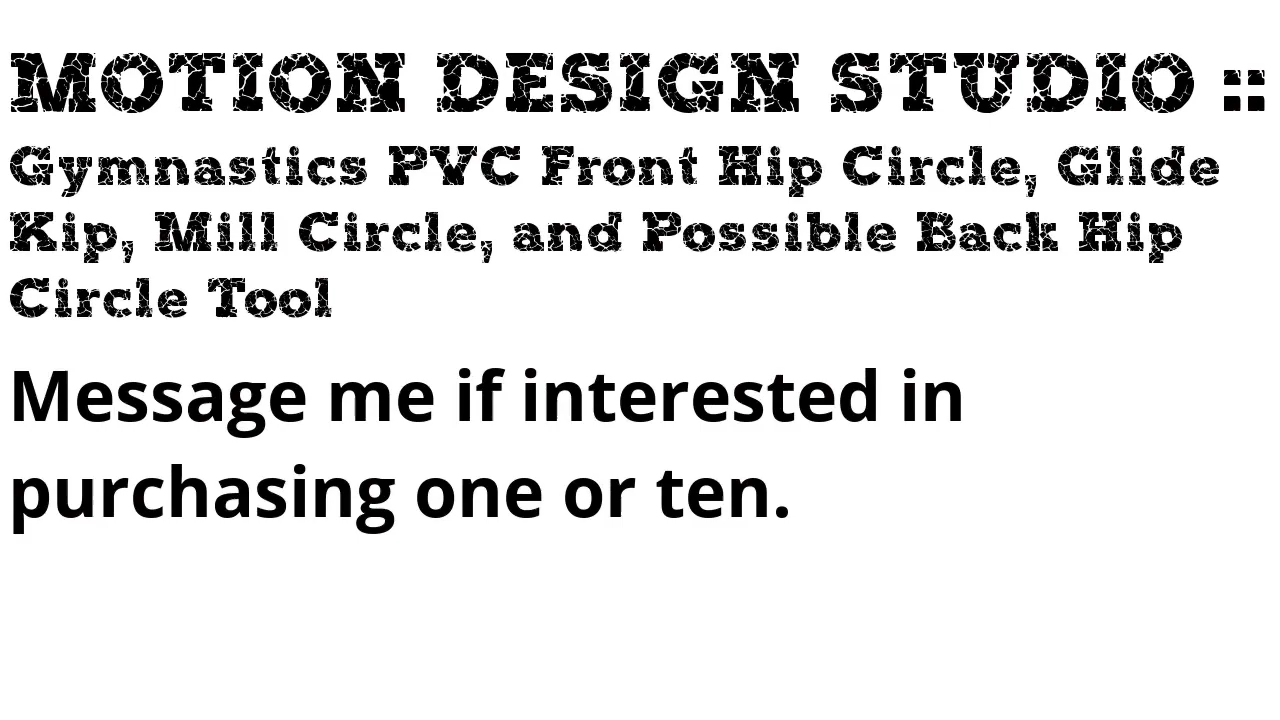 MOTION DESIGN STUDIO ::
Gymnastics PVC Front Hip Circle, Glide
Kip, Mill Circle, and Possible Back Hip
Circle Tool
Message me if interested in
purchasing one or ten.